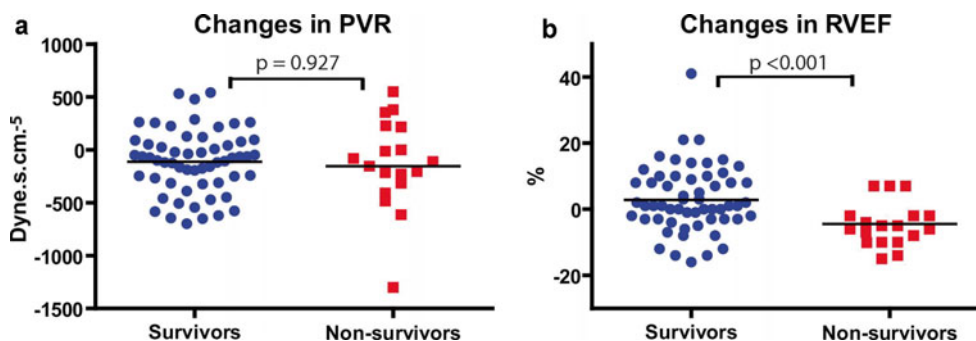 a
Changes in PVR
1000
500
0
-500
-1000
-1500
Dyne.s.cm.-5
p = 0.927
Survivors
Non-survivors
b
Changes in RVEF
40
20
0
-20
%
p <0.001
Survivors
Non-survivors